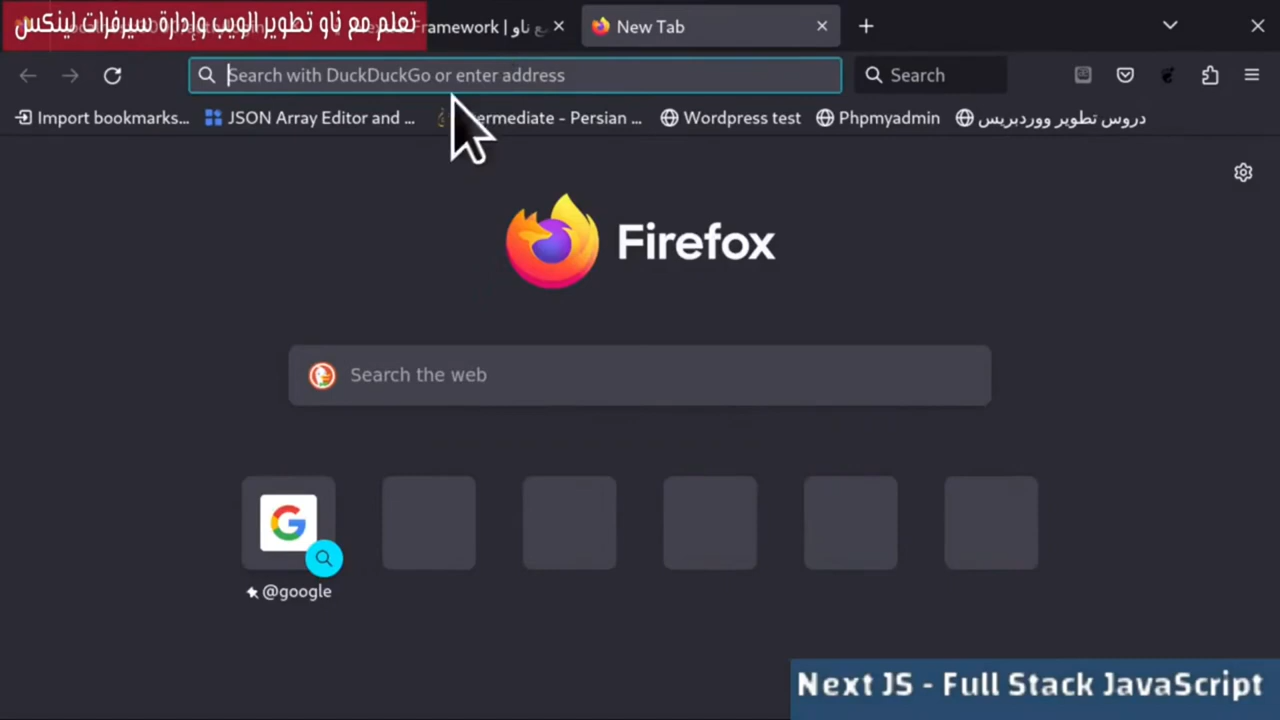 تعلم مع ناو تطوير الويب وإدارة سيرفرات لينكس
Framework | ناو
New Tab
Search with DuckDuckGo or enter address
Search
Import bookmarks...
JSON Array Editor and ...
ermediate - Persian ...
Wordpress test
Phpmyadmin
دروس تطوير ووردبريس
Firefox
Search the web
@google
Next JS - Full Stack JavaScript